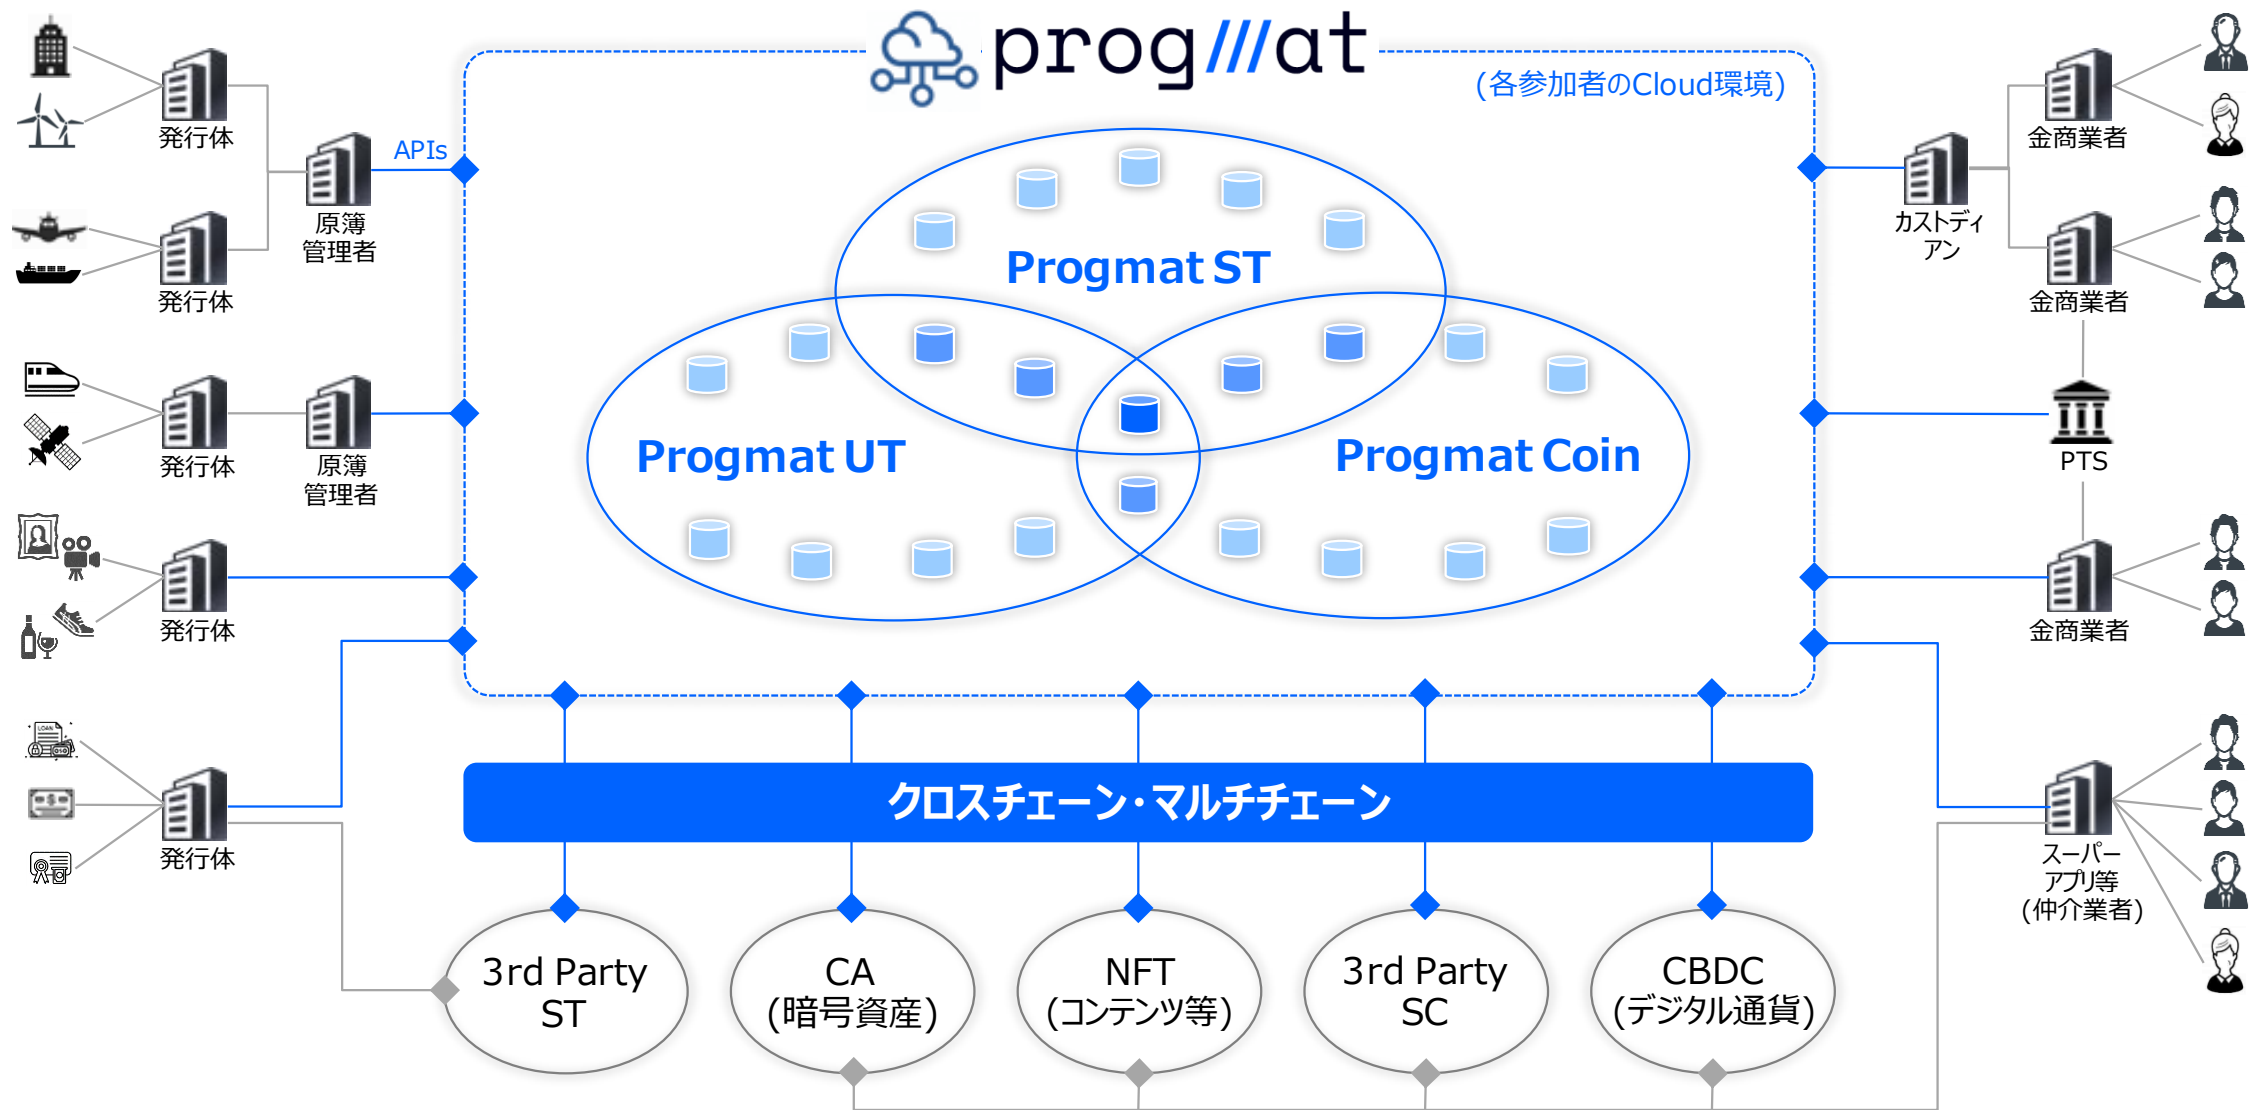 progmat
(各参加者のCloud環境)
発行体
発行体
原簿
管理者
APIs
発行体
原簿
管理者
発行体
発行体
Progmat ST
Progmat UT
Progmat Coin
カストディ
アン
金商業者
金商業者
PTS
金商業者
スーパー
アプリ等
(仲介業者)
クロスチェーン・マルチチェーン
3rd Party
ST
CA
(暗号資産)
NFT
(コンテンツ等)
3rd Party
SC
CBDC
(デジタル通貨)
LOAN